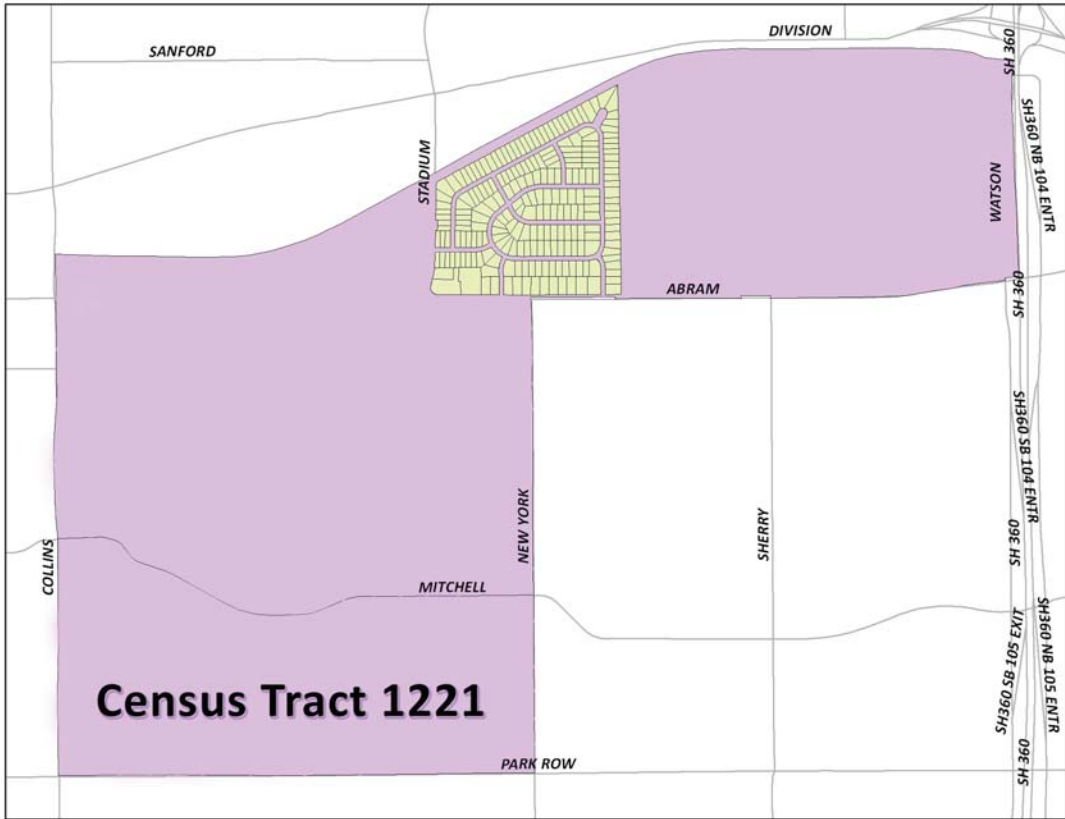 DIVISION
SANFORD
SH 360
SH360 NB 104 ENTR
STADIUM
WATSON
ABRAM
SH 360
SH360 SB 104 ENTR
NEW YORK
SHERRY
COLLINS
SH 360
MITCHELL
SH360 SB 105 EXIT
SH360 NB 105 ENTR
Census Tract 1221
PARK ROW
SH 360